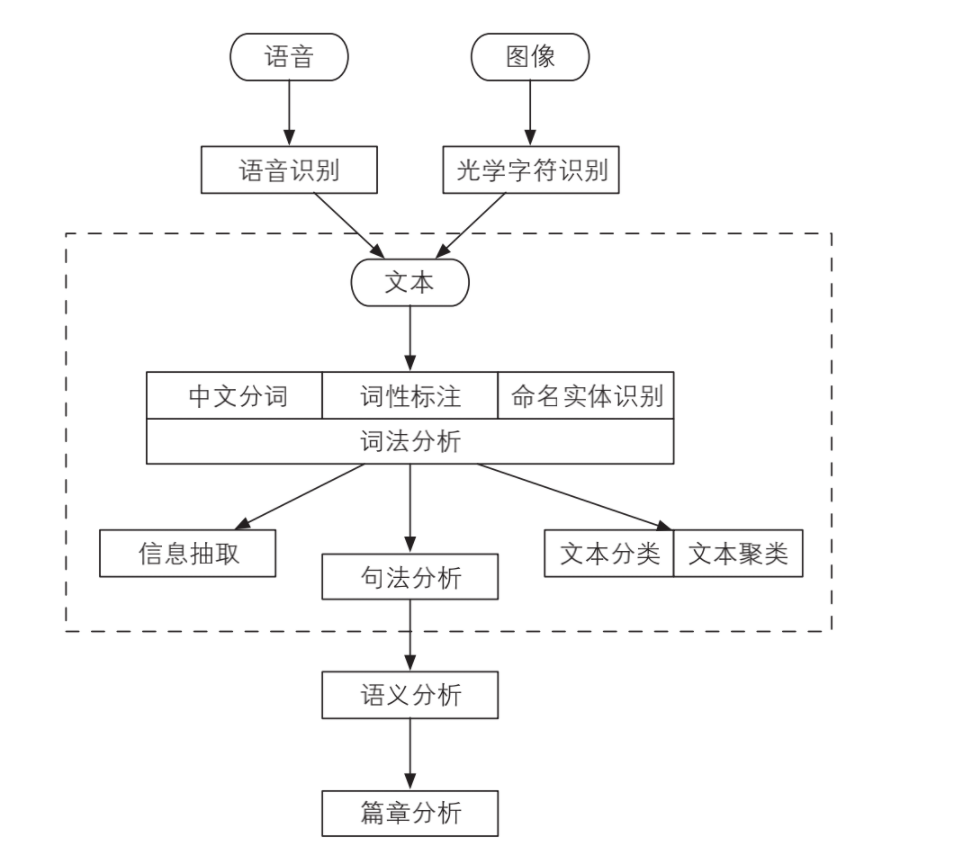 语音
图像
语音识别
光学字符识别
文本
中文分词
词性标注
命名实体识别
词法分析
信息抽取
句法分析
文本分类
文本聚类
语义分析
篇章分析